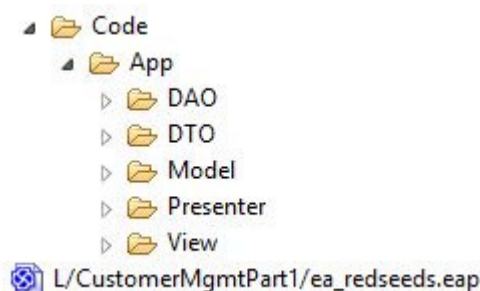 Code
App
DAO
DTO
Model
Presenter
View
L/CustomerMgmtPart1/ea_redseeds.eap